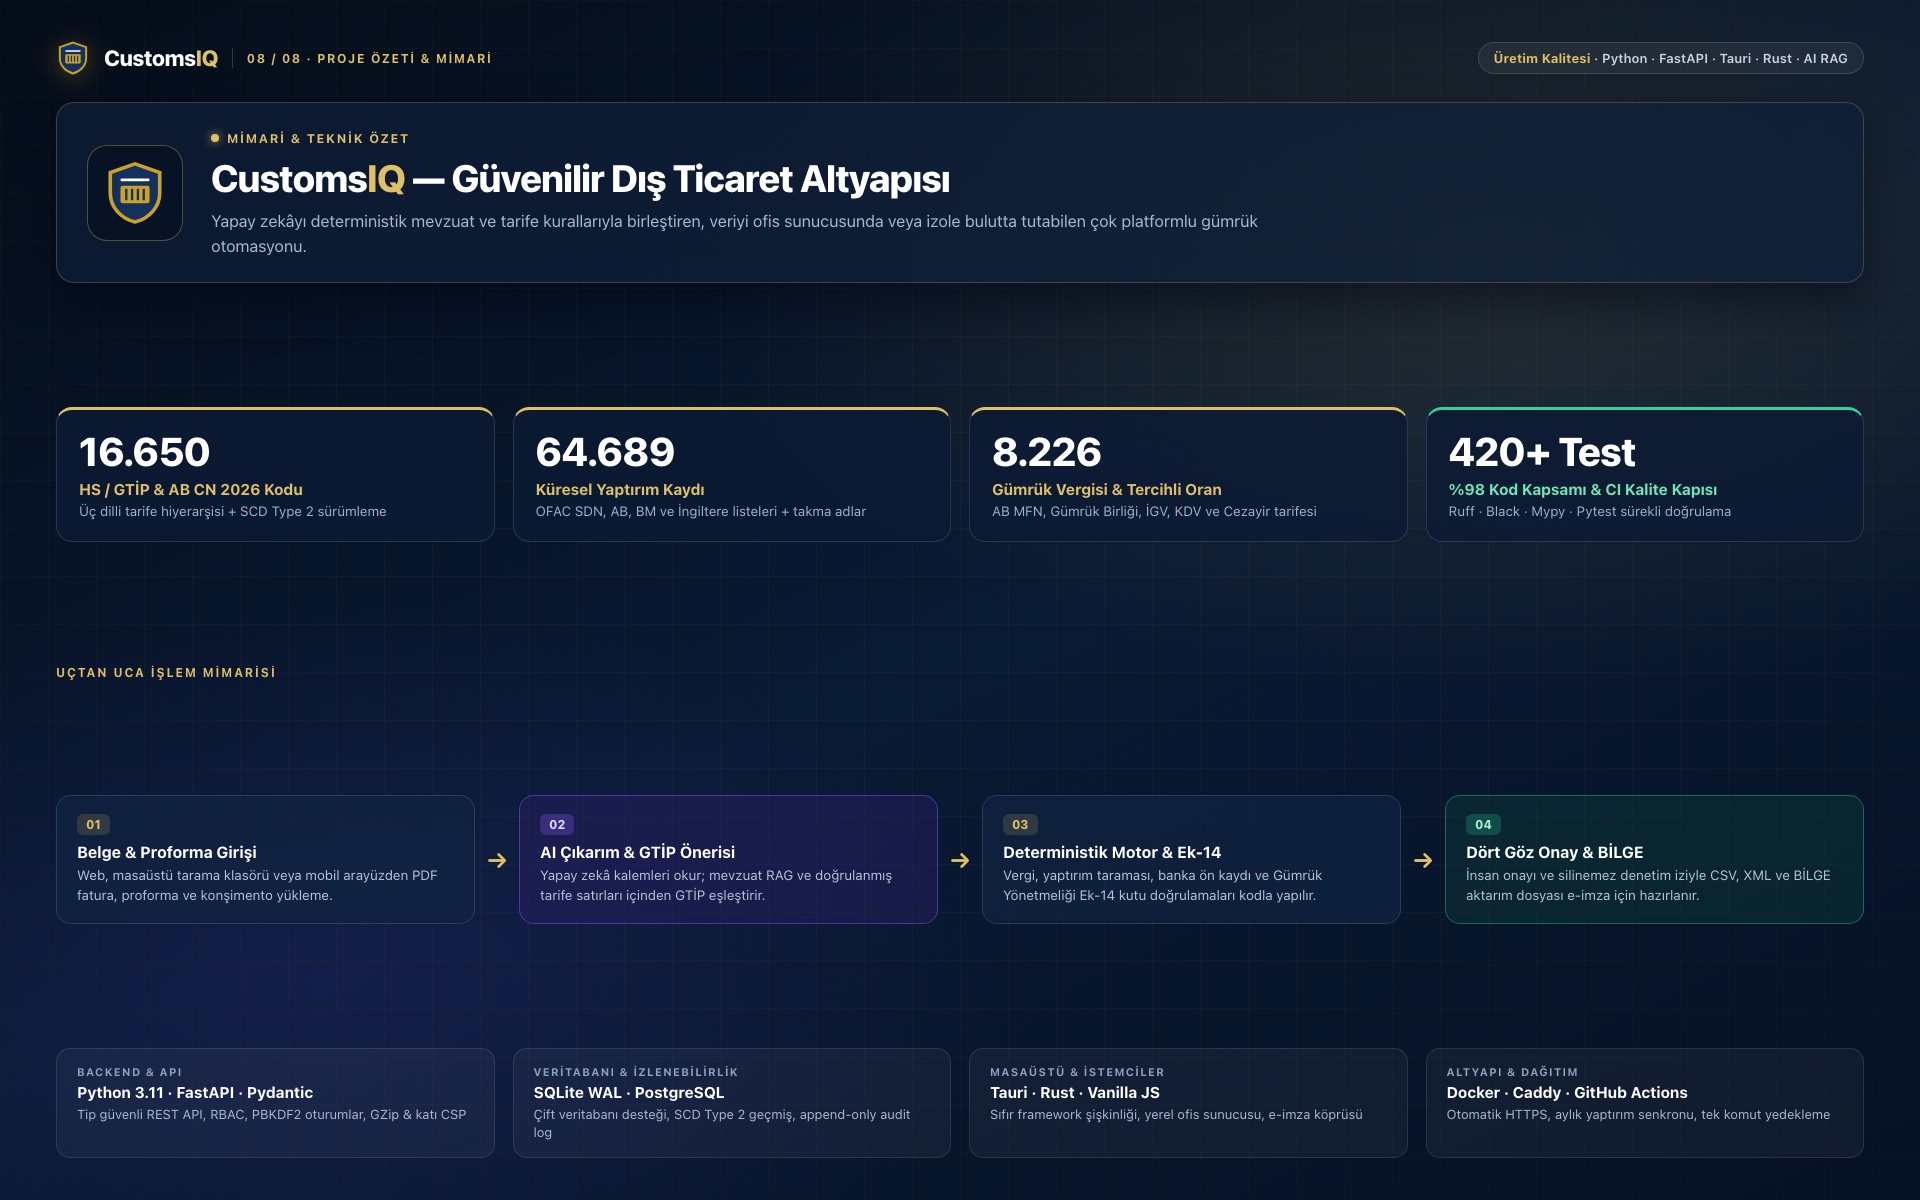 CustomsIQ
08 / 08 · PROJE ÖZETİ & MİMARİ
Üretim Kalitesi · Python · FastAPI · Tauri · Rust · AI RAG
MİMARİ & TEKNİK ÖZET
CustomsIQ — Güvenilir Dış Ticaret Altyapısı
Yapay zekâyı deterministik mevzuat ve tarife kurallarıyla birleştiren, veriyi ofis sunucusunda veya izole bulutta tutabilen çok platformlu gümrük
otomasyonu.
16.650
HS / GTİP & AB CN 2026 Kodu
Üç dilli tarife hiyerarşisi + SCD Type 2 sürümleme
64.689
Küresel Yaptırım Kaydı
OFAC SDN, AB, BM ve İngiltere listeleri + takma adlar
8.226
Gümrük Vergisi & Tercihli Oran
AB MFN, Gümrük Birliği, İGV, KDV ve Cezayir tarifesi
420+ Test
%98 Kod Kapsamı & CI Kalite Kapısı
Ruff · Black · Mypy · Pytest sürekli doğrulama
UÇTAN UCA İŞLEM MİMARİSİ
01
Belge & Proforma Girişi
Web, masaüstü tarama klasörü veya mobil arayüzden PDF
fatura, proforma ve konşimento yükleme.
02
AI Çıkarım & GTİP Önerisi
Yapay zekâ kalemleri okur; mevzuat RAG ve doğrulanmış
tarife satırları içinden GTİP eşleştirir.
03
Deterministik Motor & Ek-14
Vergi, yaptırım taraması, banka ön kaydı ve Gümrük
Yönetmeliği Ek-14 kutu doğrulamaları kodla yapılır.
04
Dört Göz Onay & BİLGE
İnsan onayı ve silinemez denetim iziyle CSV, XML ve BİLGE
aktarım dosyası e-imza için hazırlanır.
BACKEND & API
Python 3.11 · FastAPI · Pydantic
Tip güvenli REST API, RBAC, PBKDF2 oturumlar, GZip & katı CSP
VERİTABANI & İZLENEBİLİRLİK
SQLite WAL · PostgreSQL
Çift veritabanı desteği, SCD Type 2 geçmiş, append-only audit
log
MASAÜSTÜ & İSTEMCİLER
Tauri · Rust · Vanilla JS
Sıfır framework şişkinliği, yerel ofis sunucusu, e-imza köprüsü
ALTYAPI & DAĞITIM
Docker · Caddy · GitHub Actions
Otomatik HTTPS, aylık yaptırım senkronu, tek komut yedekleme